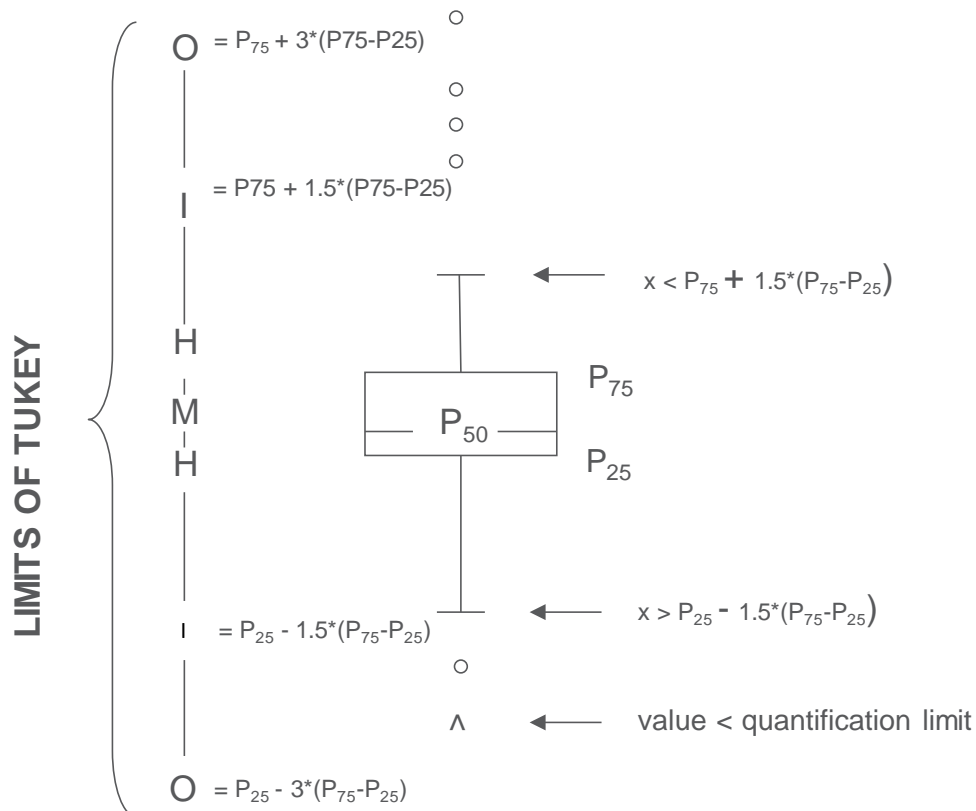 LIMITS OF TUKEY
O = P₇₅ + 3*(P75-P25)
I = P75 + 1.5*(P75-P25)
x < P₇₅ + 1.5*(P₇₅-P₂₅)
H
P₇₅
M
P₅₀
H
P₂₅
x > P₂₅ - 1.5*(P₇₅-P₂₅)
I = P₂₅ - 1.5*(P₇₅-P₂₅)
^ value < quantification limit
O = P₂₅ - 3*(P₇₅-P₂₅)